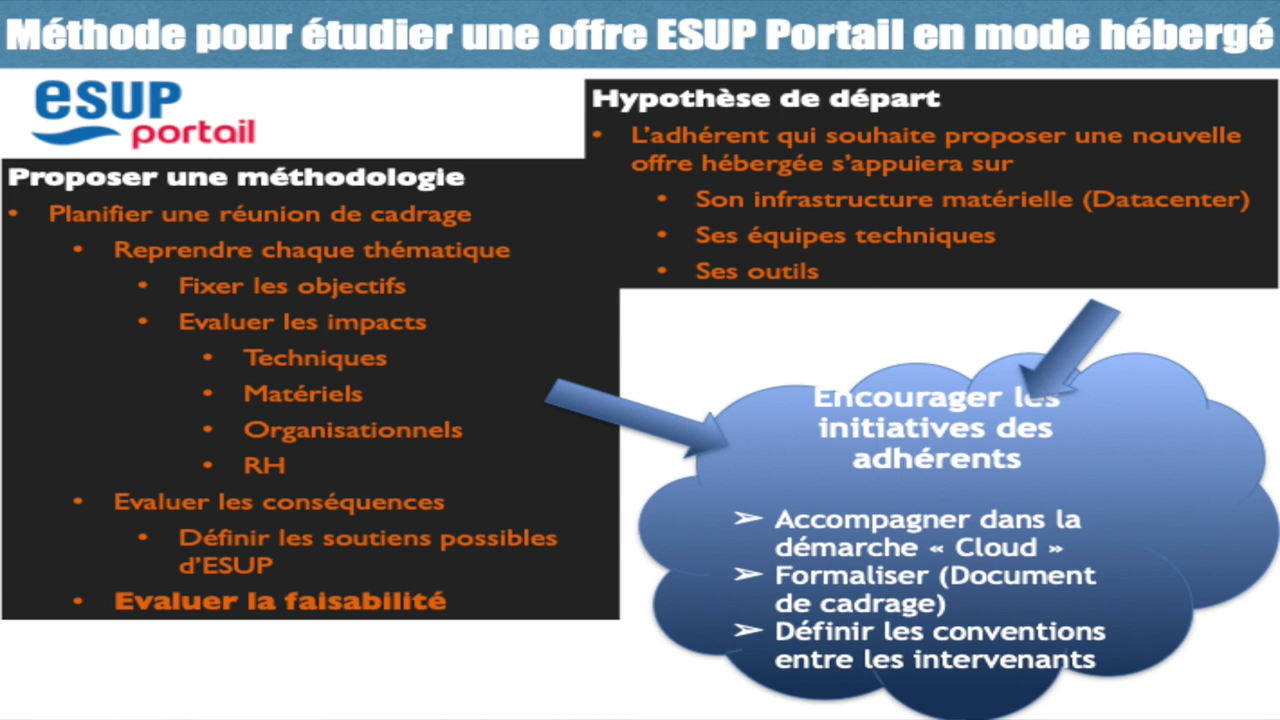 Méthode pour étudier une offre ESUP Portail en mode hébergé
esup
portail
Proposer une méthodologie
• Planifier une réunion de cadrage
• Reprendre chaque thématique
• Fixer les objectifs
• Evaluer les impacts
• Techniques
• Matériels
• Organisationnels
• RH
• Evaluer les conséquences
• Définir les soutiens possibles
d'ESUP
• Evaluer la faisabilité
Hypothèse de départ
• L'adhérent qui souhaite proposer une nouvelle
offre hébergée s'appuiera sur
• Son infrastructure matérielle (Datacenter)
• Ses équipes techniques
• Ses outils
Encourager les
initiatives des
adhérents
➢ Accompagner dans la
démarche « Cloud »
➢ Formaliser (Document
de cadrage)
➢ Définir les conventions
entre les intervenants